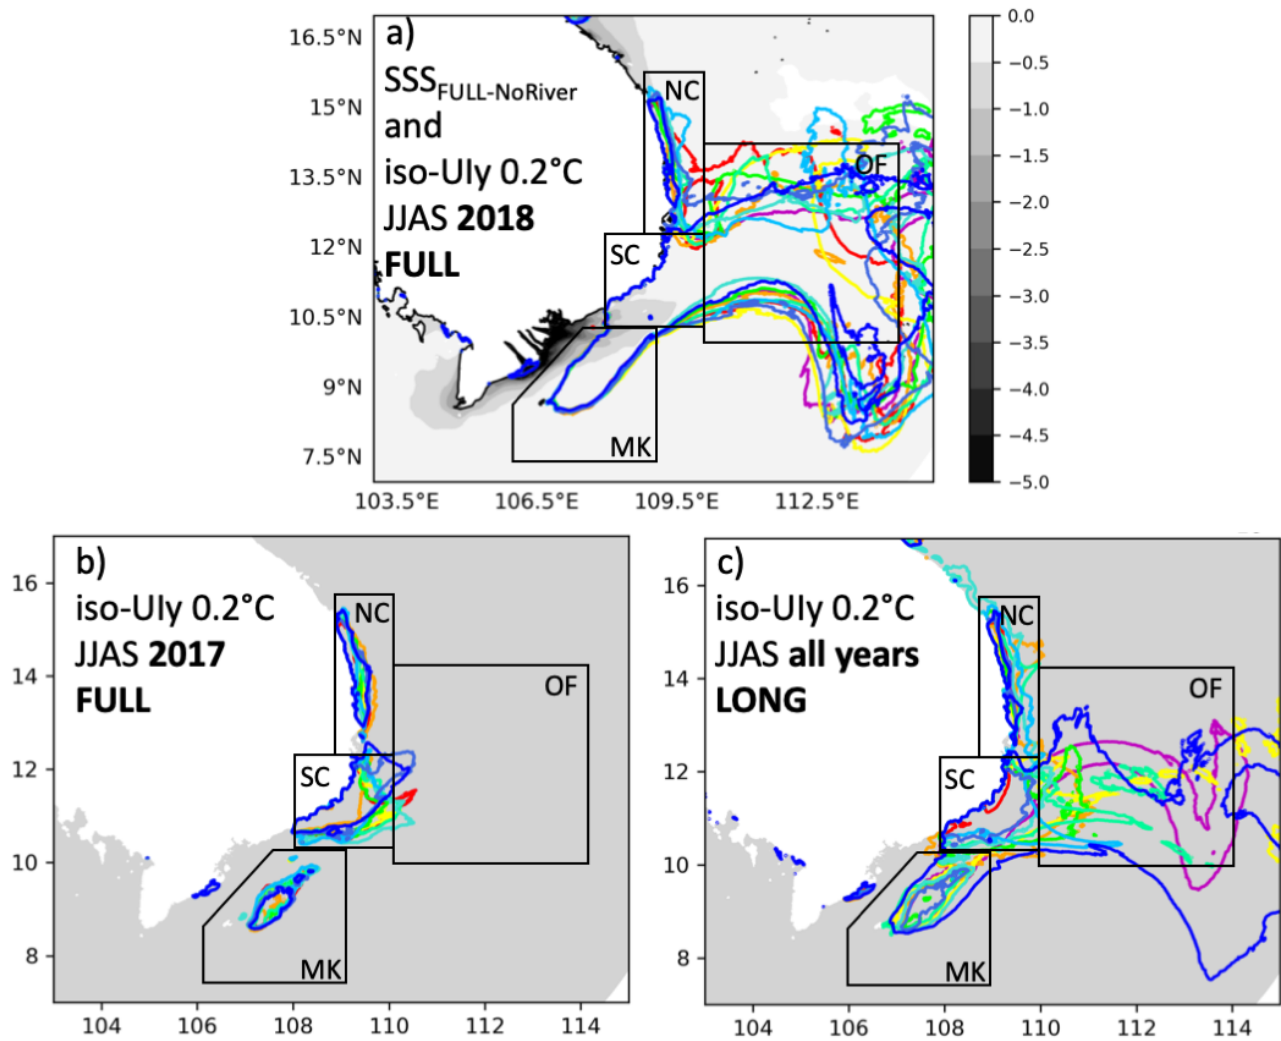 a)
SSS_FULL-NoRiver
and
iso-Uly 0.2°C
JJAS 2018
FULL
NC
OF
SC
MK
16.5°N
15°N
13.5°N
12°N
10.5°N
9°N
7.5°N
103.5°E 106.5°E 109.5°E 112.5°E
0.0
−0.5
−1.0
−1.5
−2.0
−2.5
−3.0
−3.5
−4.0
−4.5
−5.0
b)
iso-Uly 0.2°C
JJAS 2017
FULL
NC
OF
SC
MK
16
14
12
10
8
104 106 108 110 112 114
c)
iso-Uly 0.2°C
JJAS all years
LONG
NC
OF
SC
MK
16
14
12
10
8
104 106 108 110 112 114